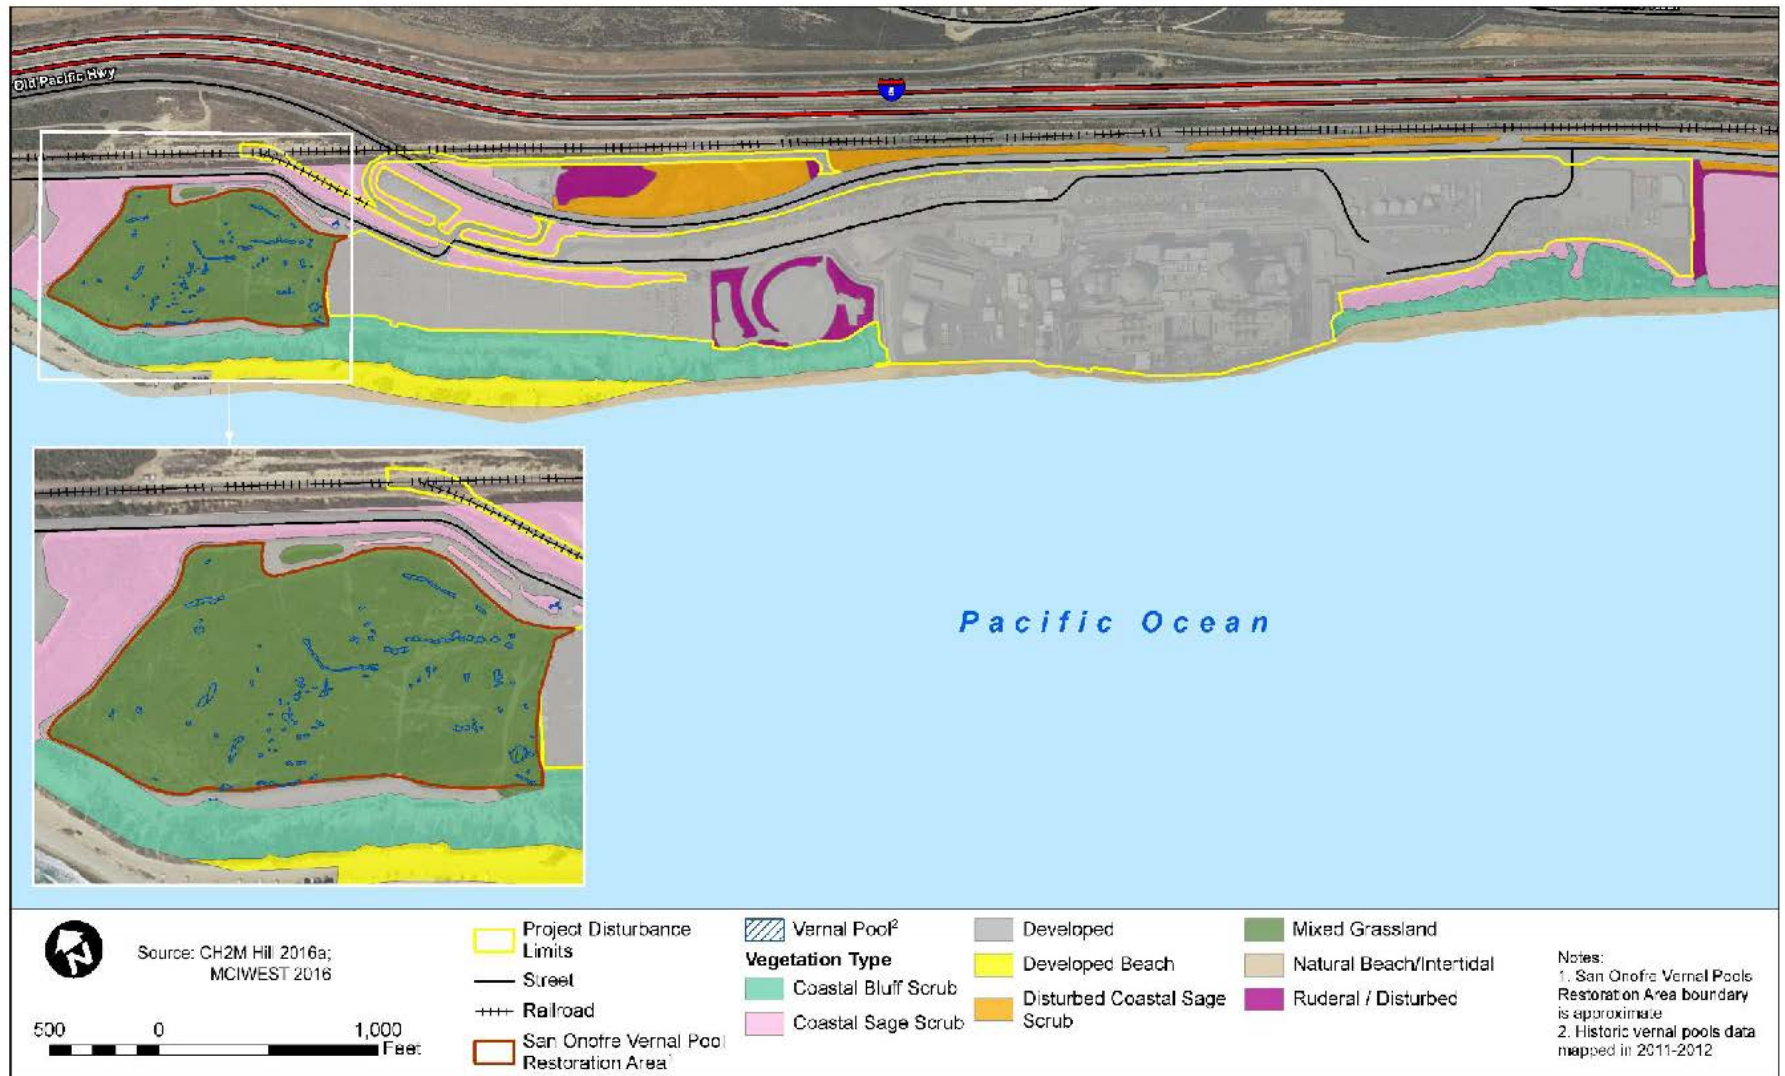 Old Pacific Hwy
5
Pacific Ocean
N
Source: CH2M Hill 2016a;
MCIWEST 2016
500 0 1,000
Feet
Project Disturbance
Limits
Street
Railroad
San Onofre Vernal Pool
Restoration Area¹
Vernal Pool²
Vegetation Type
Coastal Bluff Scrub
Coastal Sage Scrub
Developed
Developed Beach
Disturbed Coastal Sage
Scrub
Mixed Grassland
Natural Beach/Intertidal
Ruderal / Disturbed
Notes:
1. San Onofre Vernal Pools
Restoration Area boundary
is approximate
2. Historic vernal pools data
mapped in 2011-2012